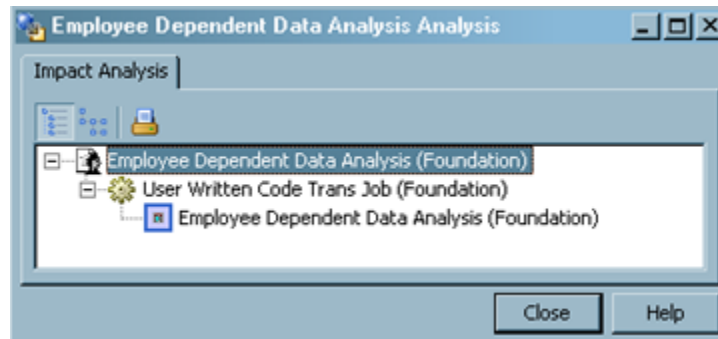 Employee Dependent Data Analysis Analysis
Impact Analysis
Employee Dependent Data Analysis (Foundation)
User Written Code Trans Job (Foundation)
Employee Dependent Data Analysis (Foundation)
Close Help